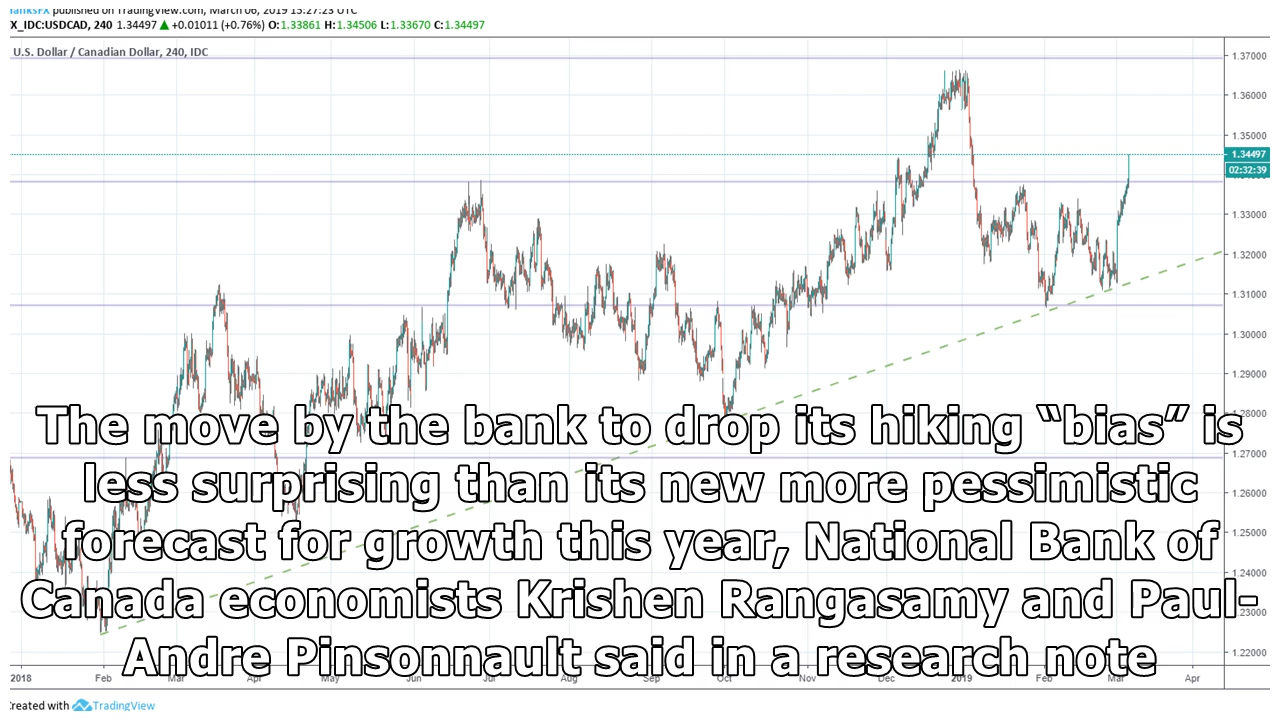 published on TradingView.com, March 06, 2019 15:27:23 UTC
X_IDC:USDCAD, 240 1.34497 ▲ +0.01011 (+0.76%) O:1.33861 H:1.34506 L:1.33670 C:1.34497
U.S. Dollar / Canadian Dollar, 240, IDC
1.37000
1.36000
1.35000
1.34497
02:32:39
1.33000
1.32000
1.31000
1.30000
1.29000
1.28000
1.27000
1.26000
1.25000
1.24000
1.23000
1.22000
The move by the bank to drop its hiking “bias” is
less surprising than its new more pessimistic
forecast for growth this year, National Bank of
Canada economists Krishen Rangasamy and Paul-
Andre Pinsonnault said in a research note
2018 Feb Mar Apr May Jun Jul Aug Sep Oct Nov Dec 2019 Feb Mar Apr
with TradingView